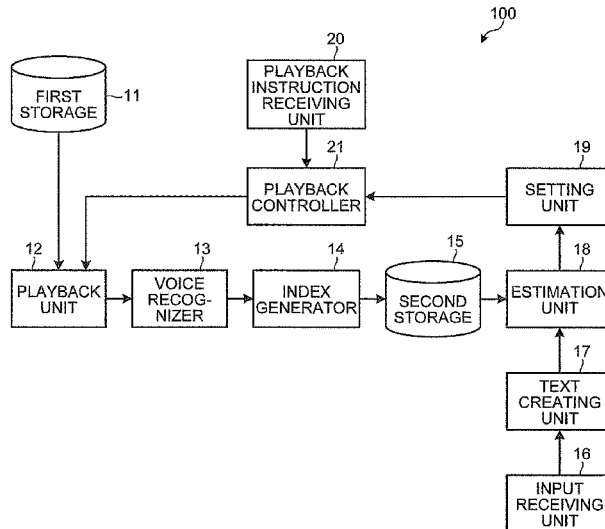 100
20
PLAYBACK
INSTRUCTION
RECEIVING
UNIT
FIRST
STORAGE
11
21
PLAYBACK
CONTROLLER
19
SETTING
UNIT
12
PLAYBACK
UNIT
13
VOICE
RECOG-
NIZER
14
INDEX
GENERATOR
15
SECOND
STORAGE
18
ESTIMATION
UNIT
17
TEXT
CREATING
UNIT
16
INPUT
RECEIVING
UNIT